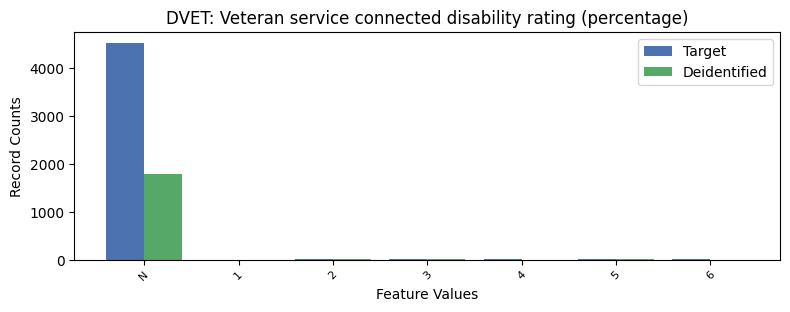 DVET: Veteran service connected disability rating (percentage)
Target
Deidentified
Record Counts
4000
3000
2000
1000
0
N 1 2 3 4 5 6
Feature Values